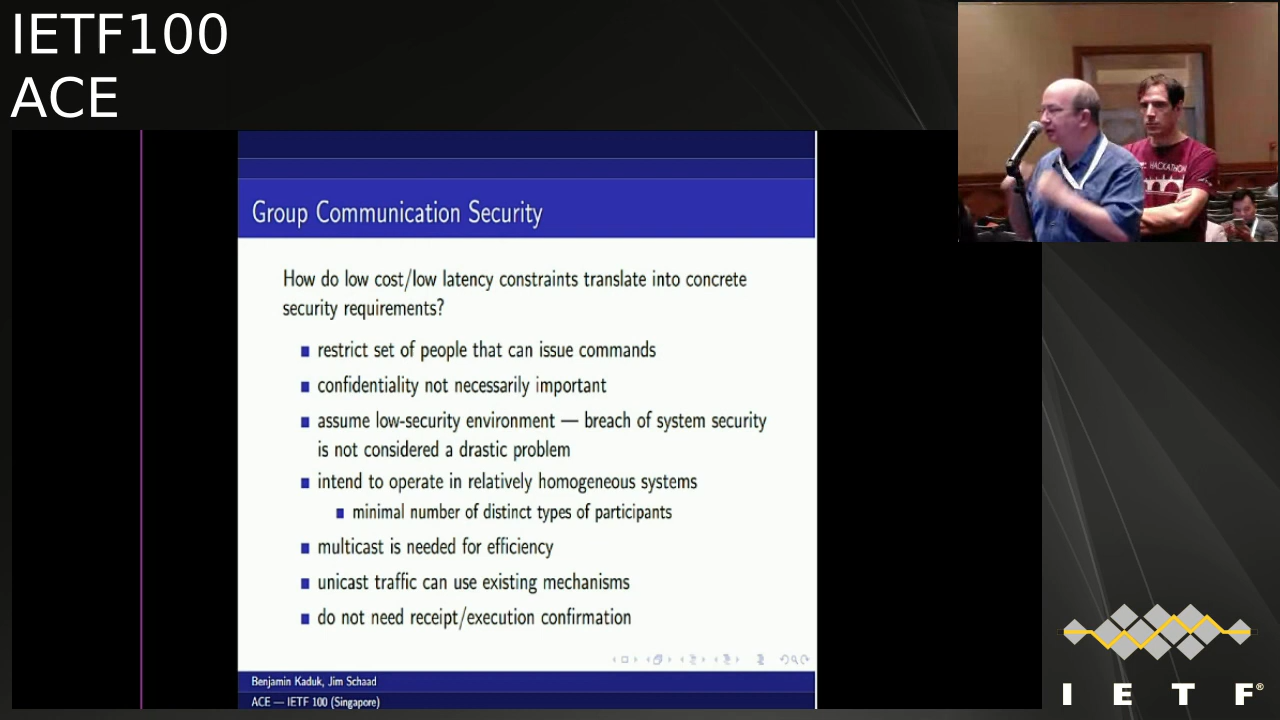 IETF100
ACE
HACKATHON
Group Communication Security
How do low cost/low latency constraints translate into concrete
security requirements?
restrict set of people that can issue commands
confidentiality not necessarily important
assume low-security environment — breach of system security
is not considered a drastic problem
intend to operate in relatively homogeneous systems
minimal number of distinct types of participants
multicast is needed for efficiency
unicast traffic can use existing mechanisms
do not need receipt/execution confirmation
Benjamin Kaduk, Jim Schaad
ACE — IETF 100 (Singapore)
I E T F®